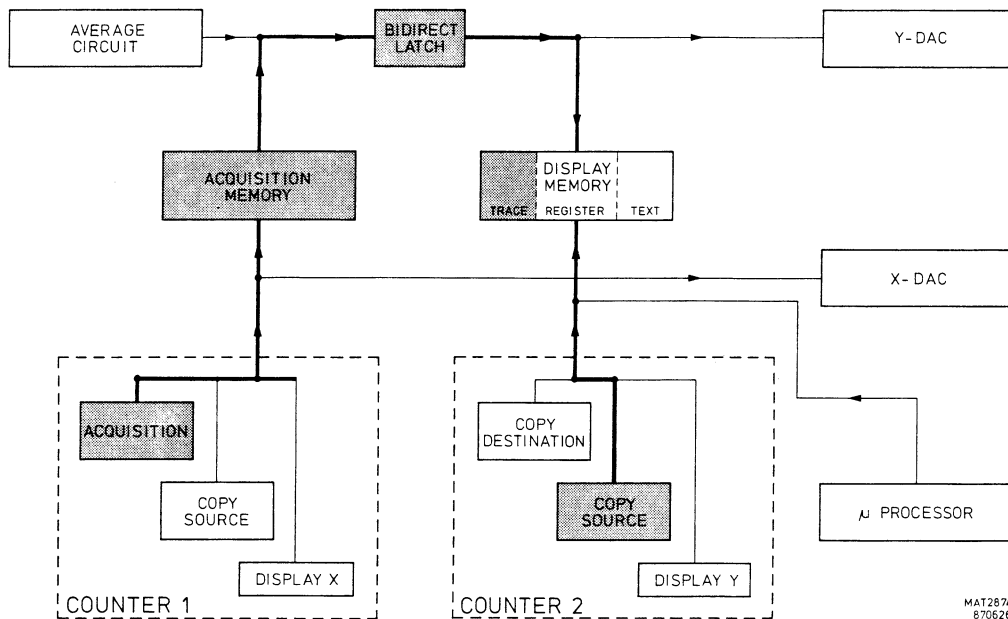 AVERAGE
CIRCUIT
BIDIRECT
LATCH
Y-DAC
ACQUISITION
MEMORY
DISPLAY
MEMORY
TRACE
REGISTER
TEXT
X-DAC
ACQUISITION
COPY
SOURCE
DISPLAY X
COUNTER 1
COPY
DESTINATION
COPY
SOURCE
DISPLAY Y
COUNTER 2
μ PROCESSOR